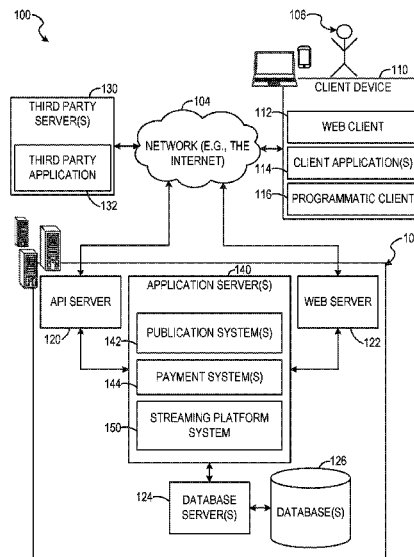 100
106
130
110
THIRD PARTY
SERVER(S)
104
CLIENT DEVICE
112
WEB CLIENT
THIRD PARTY
APPLICATION
NETWORK (E.G., THE
INTERNET)
114
CLIENT APPLICATION(S)
132
116
PROGRAMMATIC CLIENT
10
140
API SERVER
APPLICATION SERVER(S)
WEB SERVER
120
142
PUBLICATION SYSTEM(S)
122
144
PAYMENT SYSTEM(S)
150
STREAMING PLATFORM
SYSTEM
126
124
DATABASE
SERVER(S)
DATABASE(S)